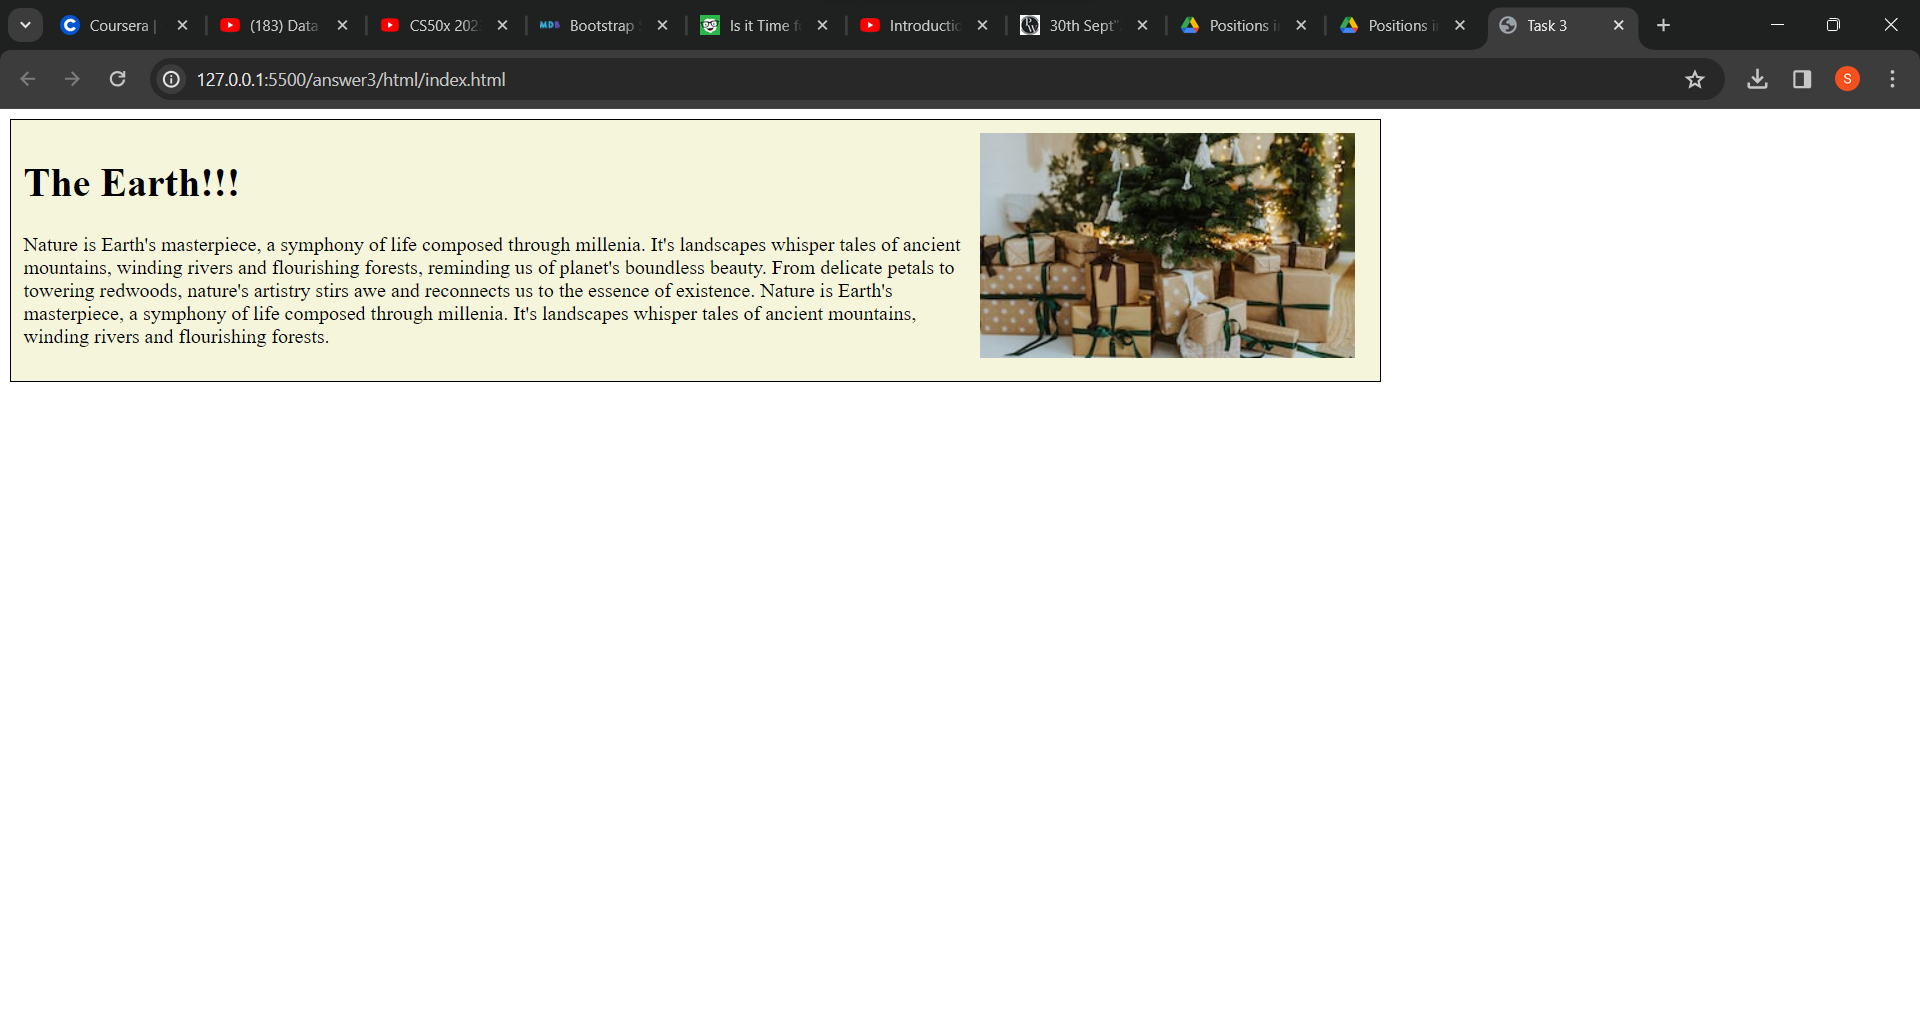 Coursera |
(183) Data
CS50x 202
MDB Bootstrap
Is it Time f
Introductio
30th Sept"
Positions i
Positions i
Task 3
127.0.0.1:5500/answer3/html/index.html
S
The Earth!!!
Nature is Earth's masterpiece, a symphony of life composed through millenia. It's landscapes whisper tales of ancient
mountains, winding rivers and flourishing forests, reminding us of planet's boundless beauty. From delicate petals to
towering redwoods, nature's artistry stirs awe and reconnects us to the essence of existence. Nature is Earth's
masterpiece, a symphony of life composed through millenia. It's landscapes whisper tales of ancient mountains,
winding rivers and flourishing forests.